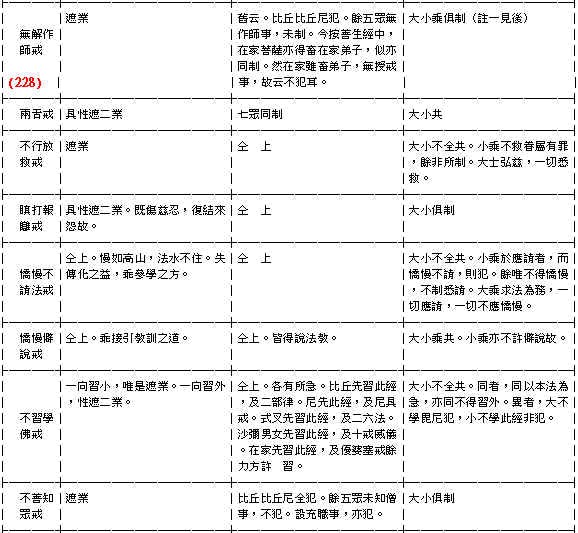 無解作
師戒
(228)
遮業
舊云。比丘比丘尼犯。餘五眾無
作師事,未制。今按善生經中,
在家菩薩亦得畜在家弟子,似亦
同制。然在家雖畜弟子,無授戒
事,故云不犯耳。
大小乘俱制(註一見後)
兩舌戒
具性遮二業
七眾同制
大小共
不行放
救戒
遮業
仝 上
大小不全共。小乘不救眷屬有罪
,餘非所制。大士弘茲,一切悉
救。
瞋打報
讎戒
具性遮二業。既傷茲忍,復結來
怨故。
仝 上
大小俱制
憍慢不
請法戒
仝上。慢如高山,法水不住。失
傳化之益,乖參學之方。
仝 上
大小不全共。小乘於應請者,而
憍慢不請,則犯。餘唯不得憍慢
,不制悉請。大乘求法為務,一
切應請,一切不應憍慢。
憍慢僻
說戒
仝上。乖接引教訓之道。
仝上。皆得說法教。
大小乘共。小乘亦不許僻說故。
不習學
佛戒
一向習小,唯是遮業。一向習外
,性遮二業。
仝上。各有所急。比丘先習此經
,及二部律。尼先此經,及尼具
戒。式叉先習此經,及二六法。
沙彌男女先習此經,及十戒威儀
。在家先習此經,及優婆塞戒餘
力方許 習。
大小不全共。同者,同以本法為
急,亦同不得習外。異者,大不
學毘尼犯,小不學此經非犯。
不善知
眾戒
遮業
比丘比丘尼全犯。餘五眾未知僧
事,不犯。設充職事,亦犯。
大小俱制